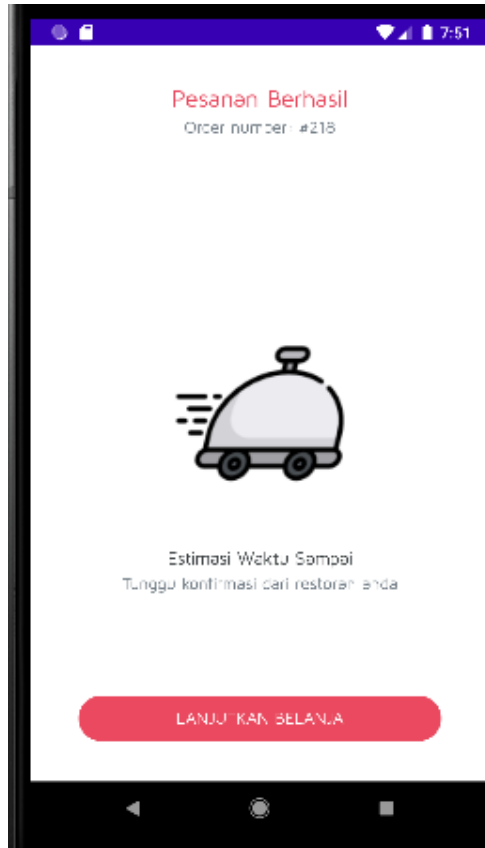 7:51
Pesanan Berhasil
Order number: #218
Estimasi Waktu Sampai
Tunggu konfirmasi dari restoran anda
LANJUTKAN BELANJA